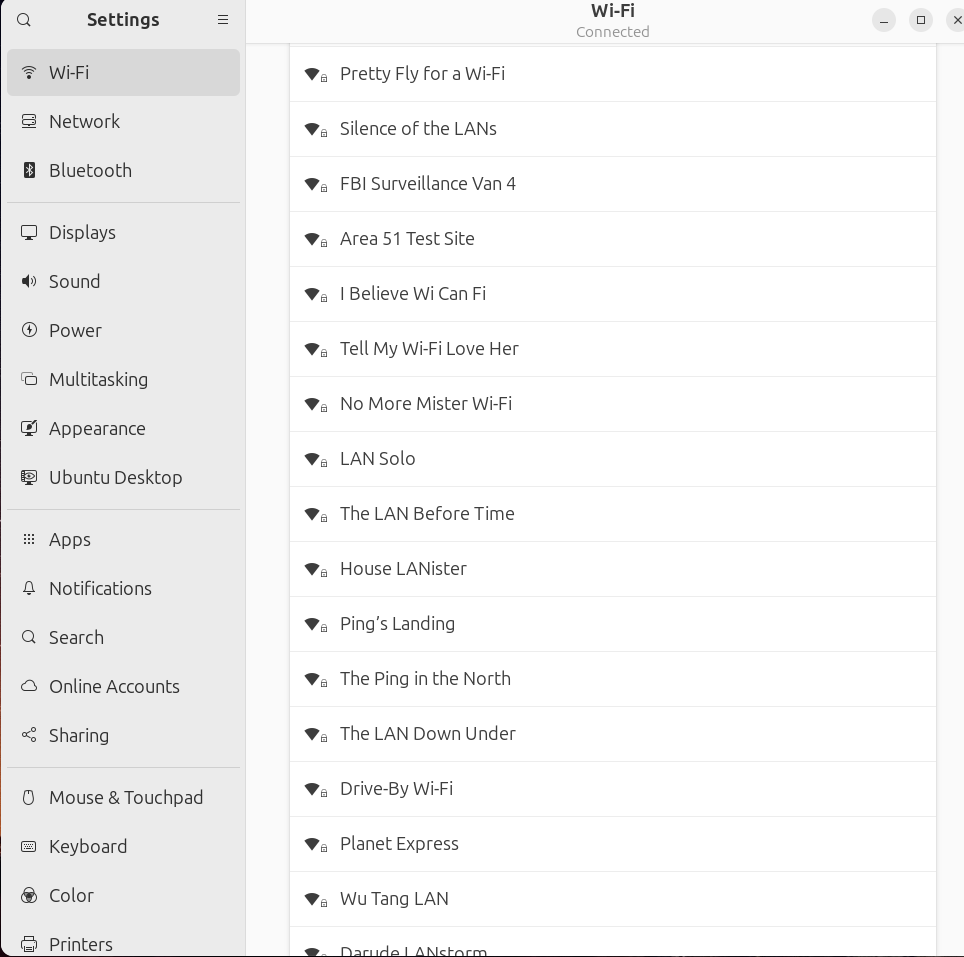 Settings
Wi-Fi
Network
Bluetooth
Displays
Sound
Power
Multitasking
Appearance
Ubuntu Desktop
Apps
Notifications
Search
Online Accounts
Sharing
Mouse & Touchpad
Keyboard
Color
Printers
Wi-Fi
Connected
Pretty Fly for a Wi-Fi
Silence of the LANs
FBI Surveillance Van 4
Area 51 Test Site
I Believe Wi Can Fi
Tell My Wi-Fi Love Her
No More Mister Wi-Fi
LAN Solo
The LAN Before Time
House LANister
Ping’s Landing
The Ping in the North
The LAN Down Under
Drive-By Wi-Fi
Planet Express
Wu Tang LAN
Darude LANstorm